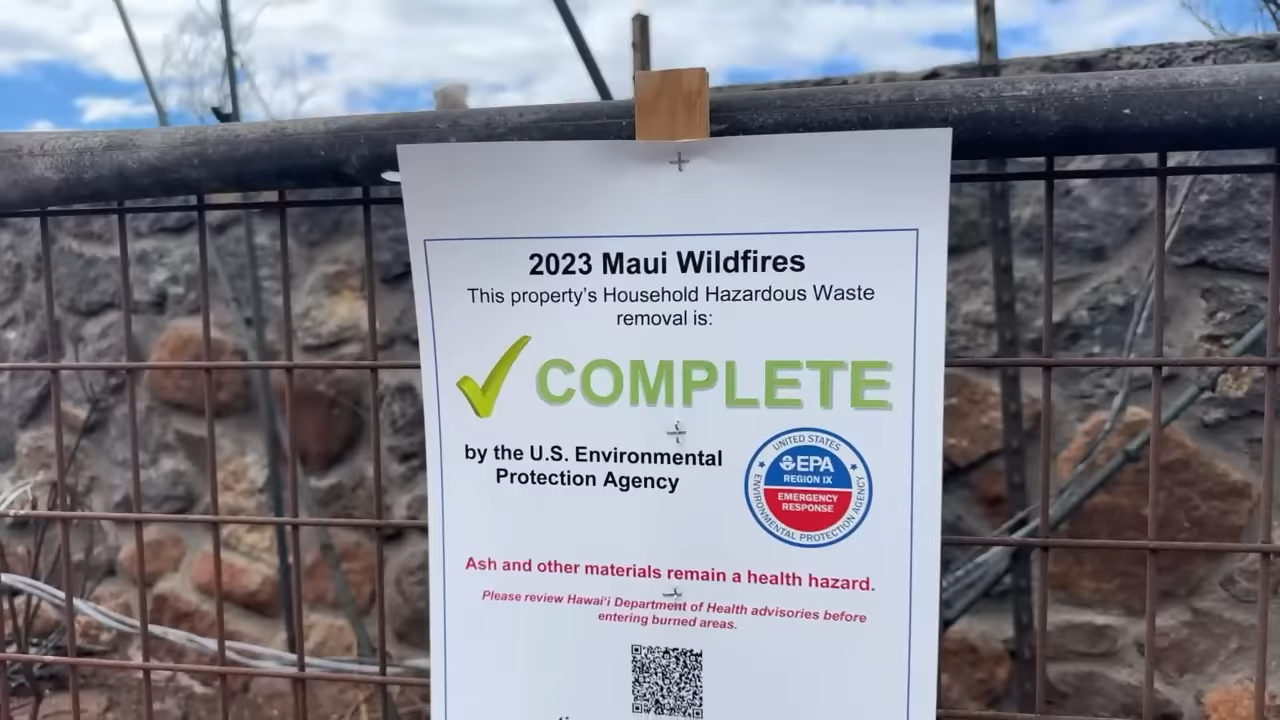 2023 Maui Wildfires
This property's Household Hazardous Waste
removal is:
COMPLETE
by the U.S. Environmental
Protection Agency
UNITED STATES
EPA
REGION IX
EMERGENCY
RESPONSE
ENVIRONMENTAL PROTECTION AGENCY
Ash and other materials remain a health hazard.
Please review Hawai‘i Department of Health advisories before
entering burned areas.